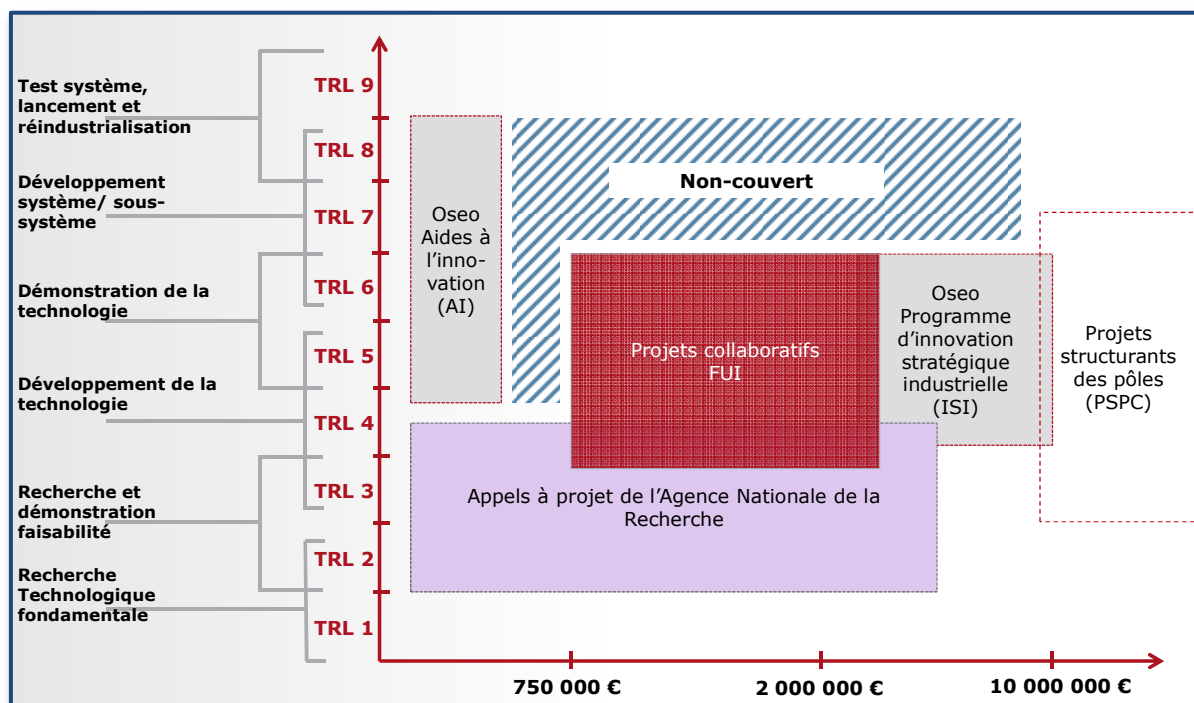 Test système,
lancement et
réindustrialisation
Développement
système/ sous-
système
Démonstration de la
technologie
Développement de la
technologie
Recherche et
démonstration
faisabilité
Recherche
Technologique
fondamentale
TRL 9
TRL 8
TRL 7
TRL 6
TRL 5
TRL 4
TRL 3
TRL 2
TRL 1
Oseo
Aides à
l’inno-
vation
(AI)
Non-couvert
Projets collaboratifs
FUI
Oseo
Programme
d’innovation
stratégique
industrielle
(ISI)
Projets
structurants
des pôles
(PSPC)
Appels à projet de l’Agence Nationale de la
Recherche
750 000 €
2 000 000 €
10 000 000 €